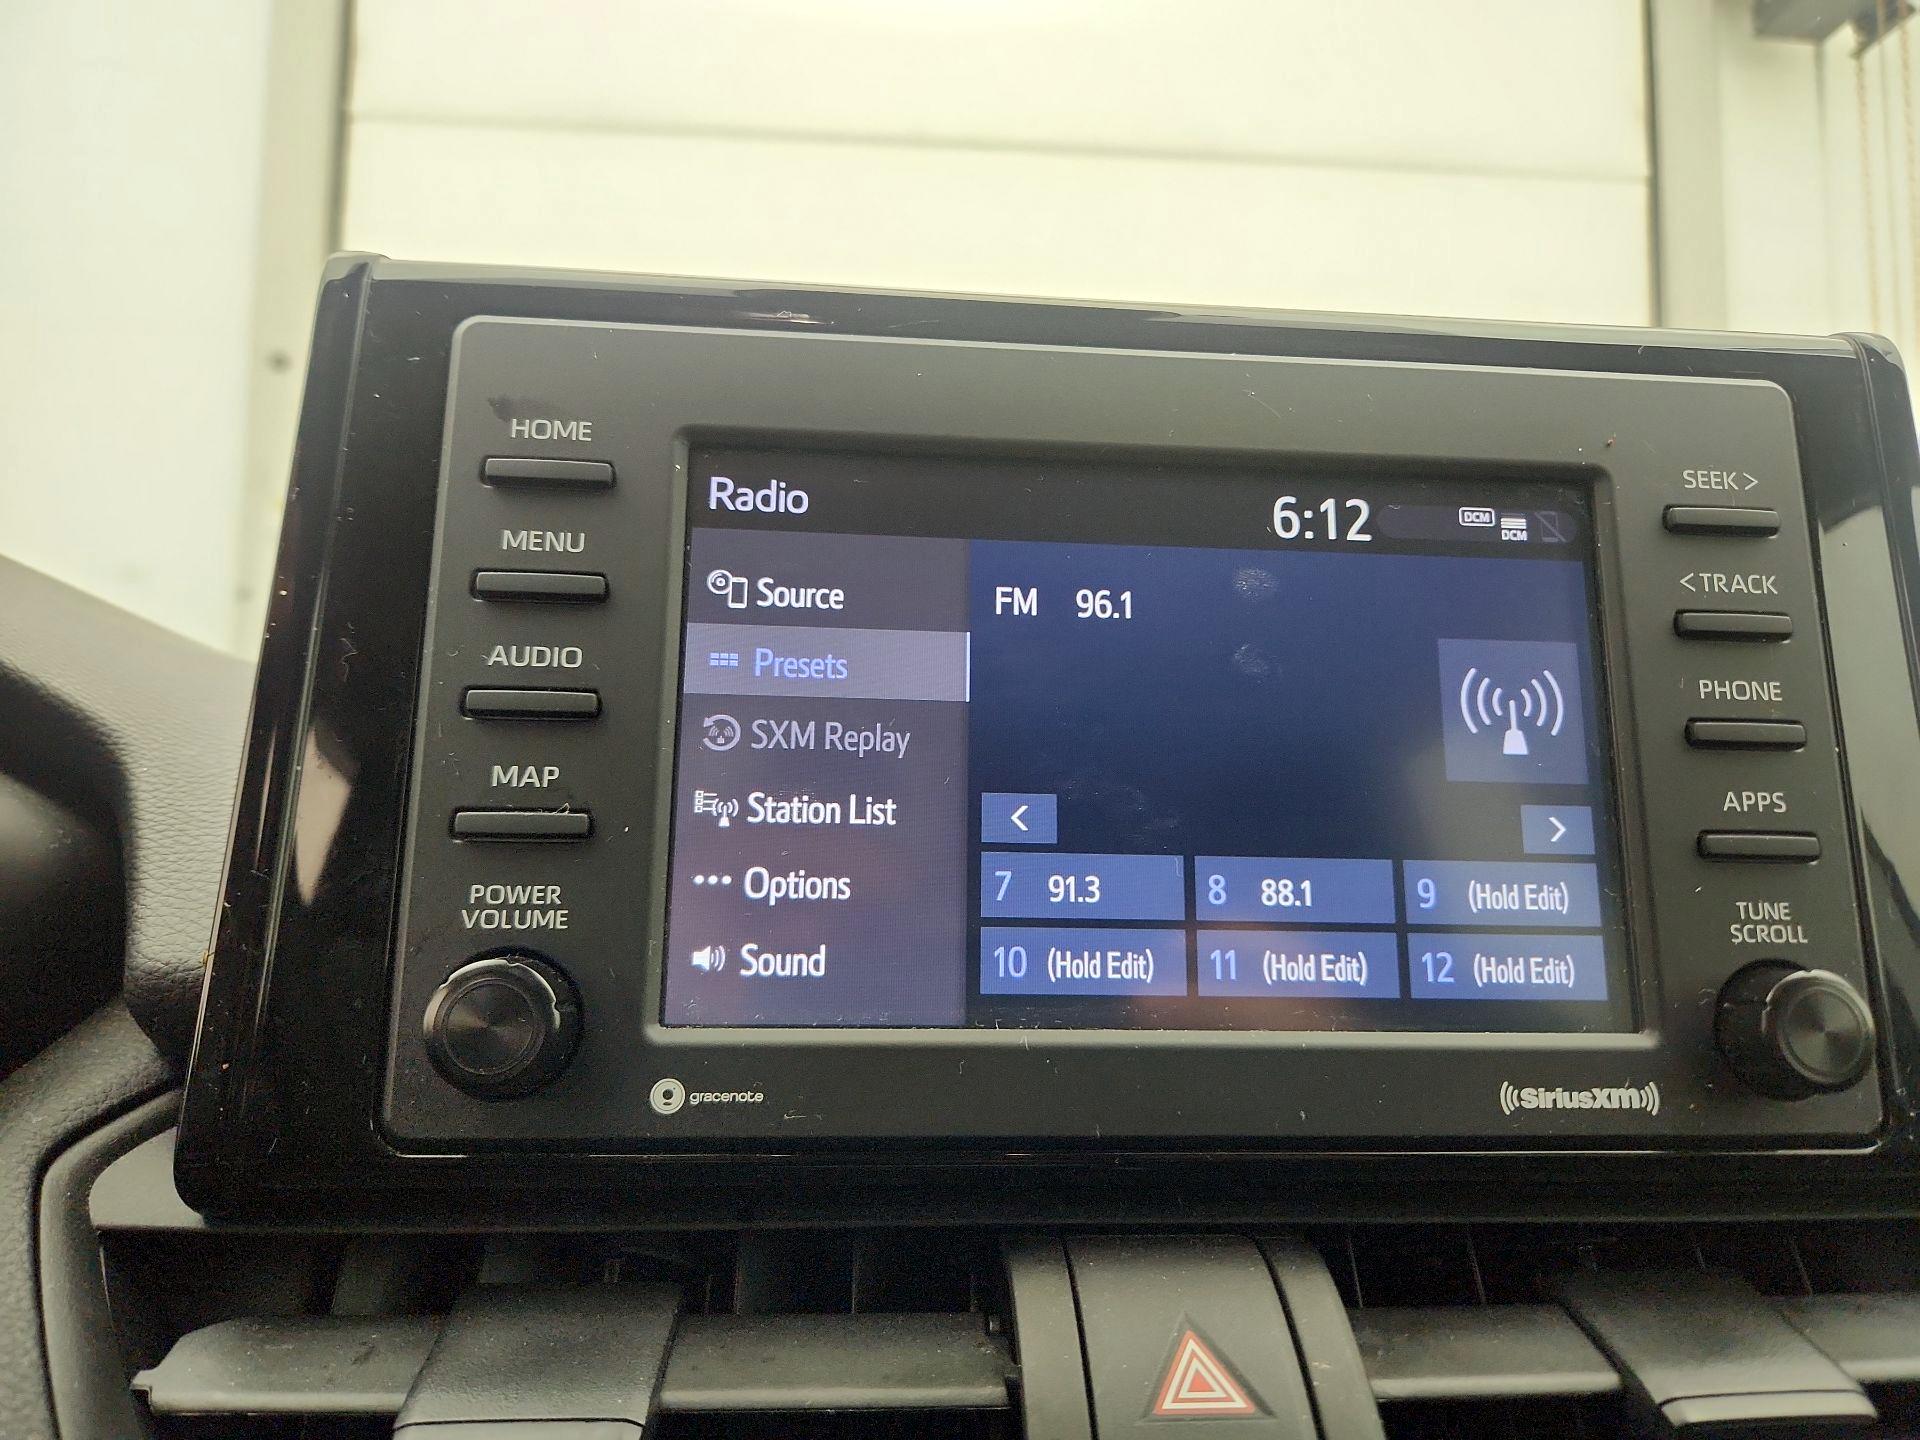 HOME
MENU
AUDIO
MAP
POWER
VOLUME
Radio
6:12
DCM
DCM
Source
Presets
SXM Replay
Station List
Options
Sound
FM 96.1
<
>
7 91.3
8 88.1
9 (Hold Edit)
10 (Hold Edit)
11 (Hold Edit)
12 (Hold Edit)
SEEK >
< TRACK
PHONE
APPS
TUNE
SCROLL
gracenote
((SiriusXM))